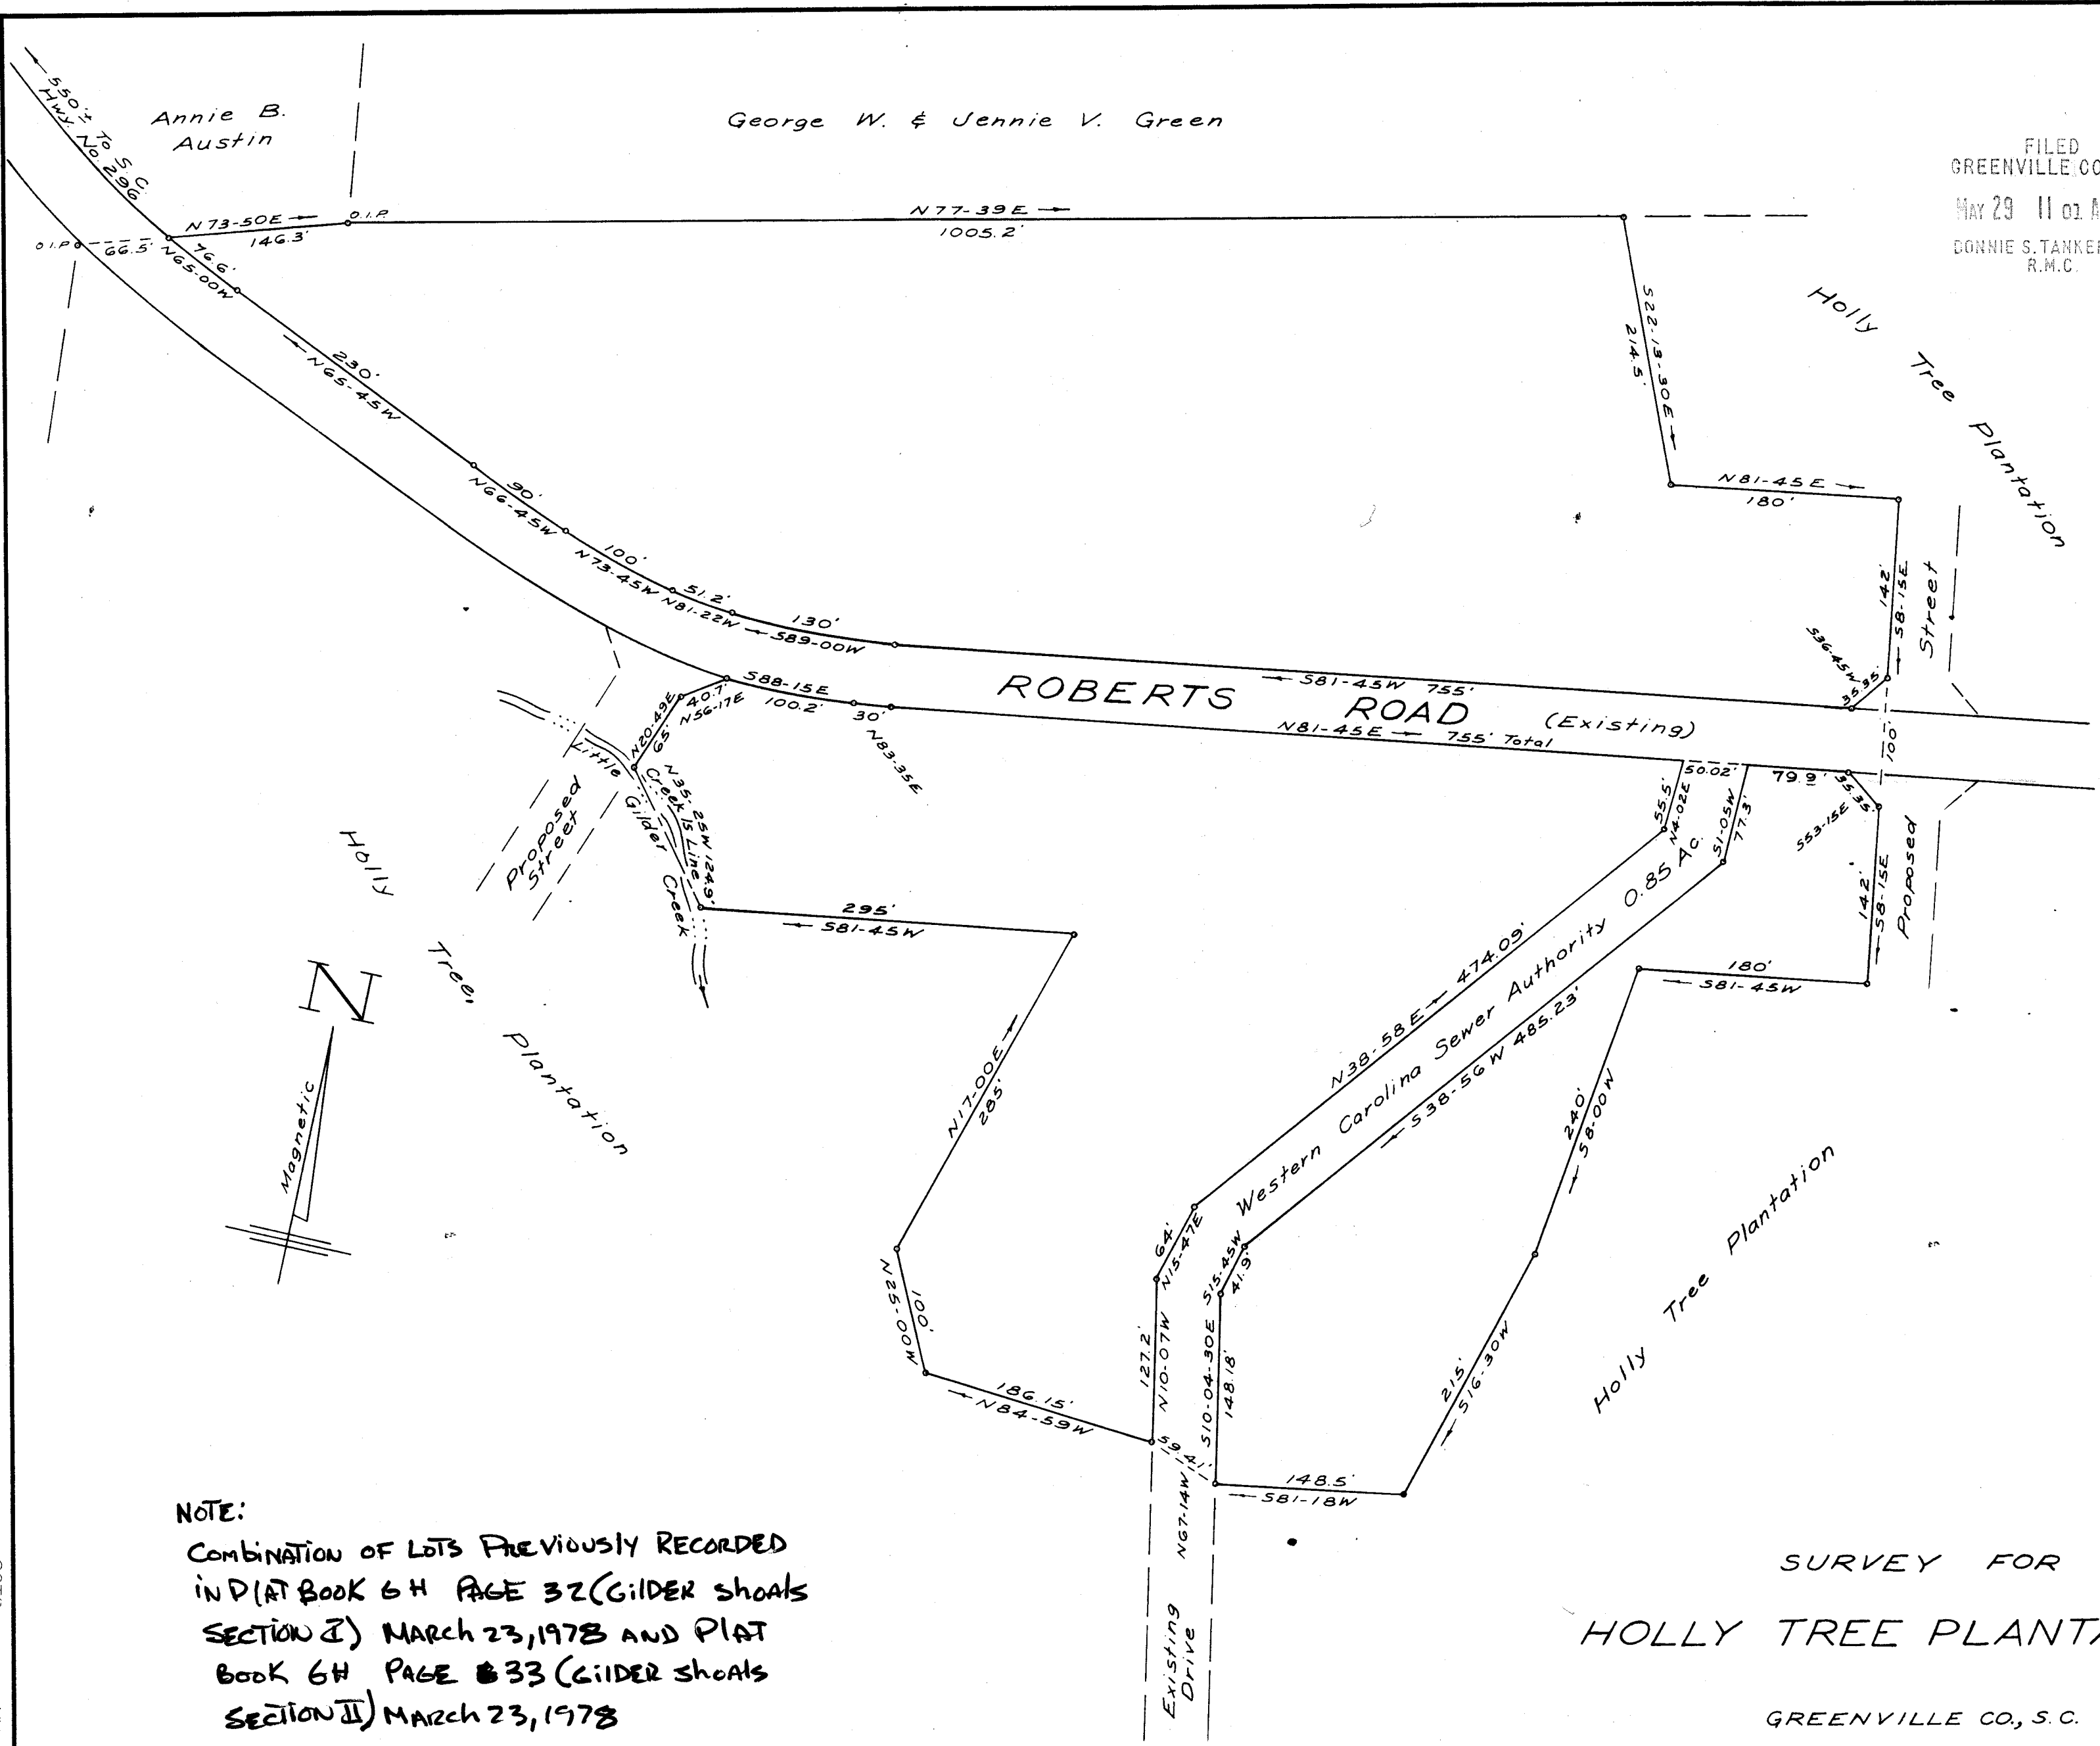 550'± To S.C.
Hwy. No. 296
Annie B.
Austin
George W. & Jennie V. Green
FILED
GREENVILLE CO
MAY 29 11 01 A
DONNIE S. TANKER
R.M.C.
N73-50E
146.3'
O.I.P.
N77-39E
1005.2'
O.I.P.
66.5'
76.6'
N65-00W
S22-13-30E
214.5'
Holly Tree Plantation
230'
N65-45W
N81-45E
180'
90'
N66-45W
100'
N73-45W
51.2'
N81-22W
130'
S89-00W
142'
S8-15E
Street
S36-45W
35.35'
S81-45W 755'
ROBERTS ROAD (Existing)
N81-45E 755' Total
100'
S88-15E
100.2'
30'
N83-35E
40.7'
N56-17E
N20-49E
65'
50.02'
79.9'
35.35'
S53-15E
55.5'
N4-02E
S1-05W
77.3'
142'
S8-15E
Proposed
Little Gilder Creek
N35-25W 124.9'
Creek Is Line
Proposed
Street
Holly Tree Plantation
295'
S81-45W
180'
S81-45W
N38-58E 474.09'
Western Carolina Sewer Authority 0.85 Ac.
S38-56W 485.23'
N
Magnetic
N17-00E
285'
240'
S8-00W
Holly Tree Plantation
64'
N15-47E
S15-45W
41.9'
N25-00W
100'
127.2'
N10-07W
S10-04-30E
148.18'
215'
S16-30W
186.15'
N84-59W
59.41'
N67-14W
148.5'
S81-18W
Existing
Drive
NOTE:
COMBINATION OF LOTS PREVIOUSLY RECORDED
IN PLAT BOOK 6H PAGE 32 (GILDER SHOALS
SECTION I) MARCH 23, 1978 AND PLAT
BOOK 6H PAGE 33 (GILDER SHOALS
SECTION II) MARCH 23, 1978
SURVEY FOR
HOLLY TREE PLANTA
GREENVILLE CO., S.C.